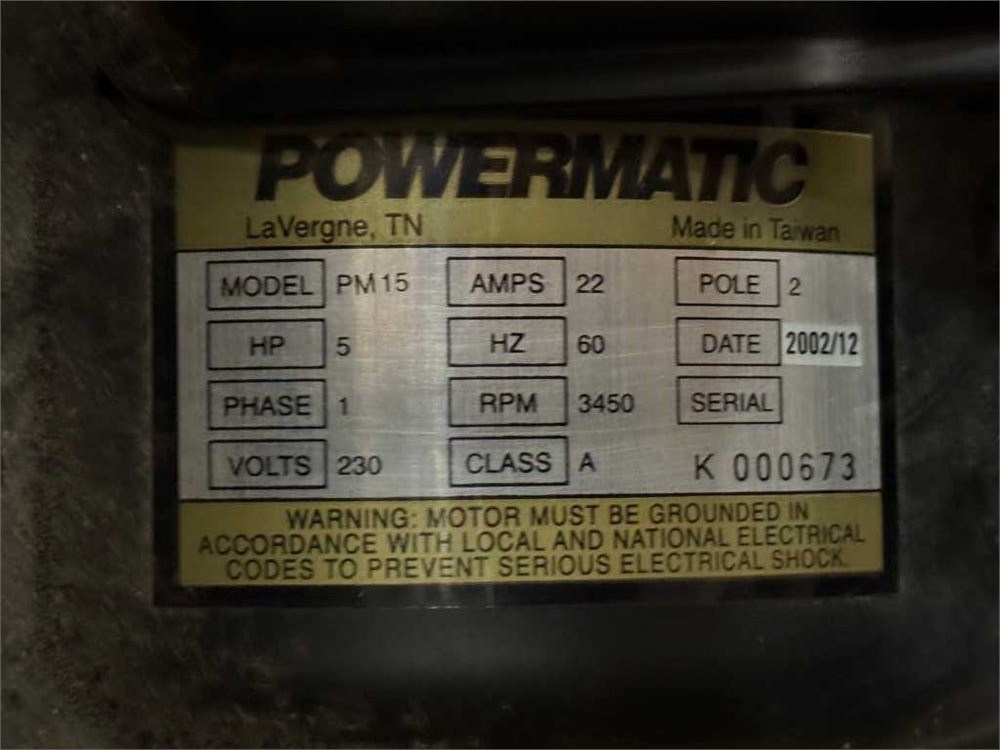 POWERMATIC
LaVergne, TN Made in Taiwan
MODEL PM15 AMPS 22 POLE 2
HP 5 HZ 60 DATE 2002/12
PHASE 1 RPM 3450 SERIAL
VOLTS 230 CLASS A K 000673
WARNING: MOTOR MUST BE GROUNDED IN
ACCORDANCE WITH LOCAL AND NATIONAL ELECTRICAL
CODES TO PREVENT SERIOUS ELECTRICAL SHOCK.